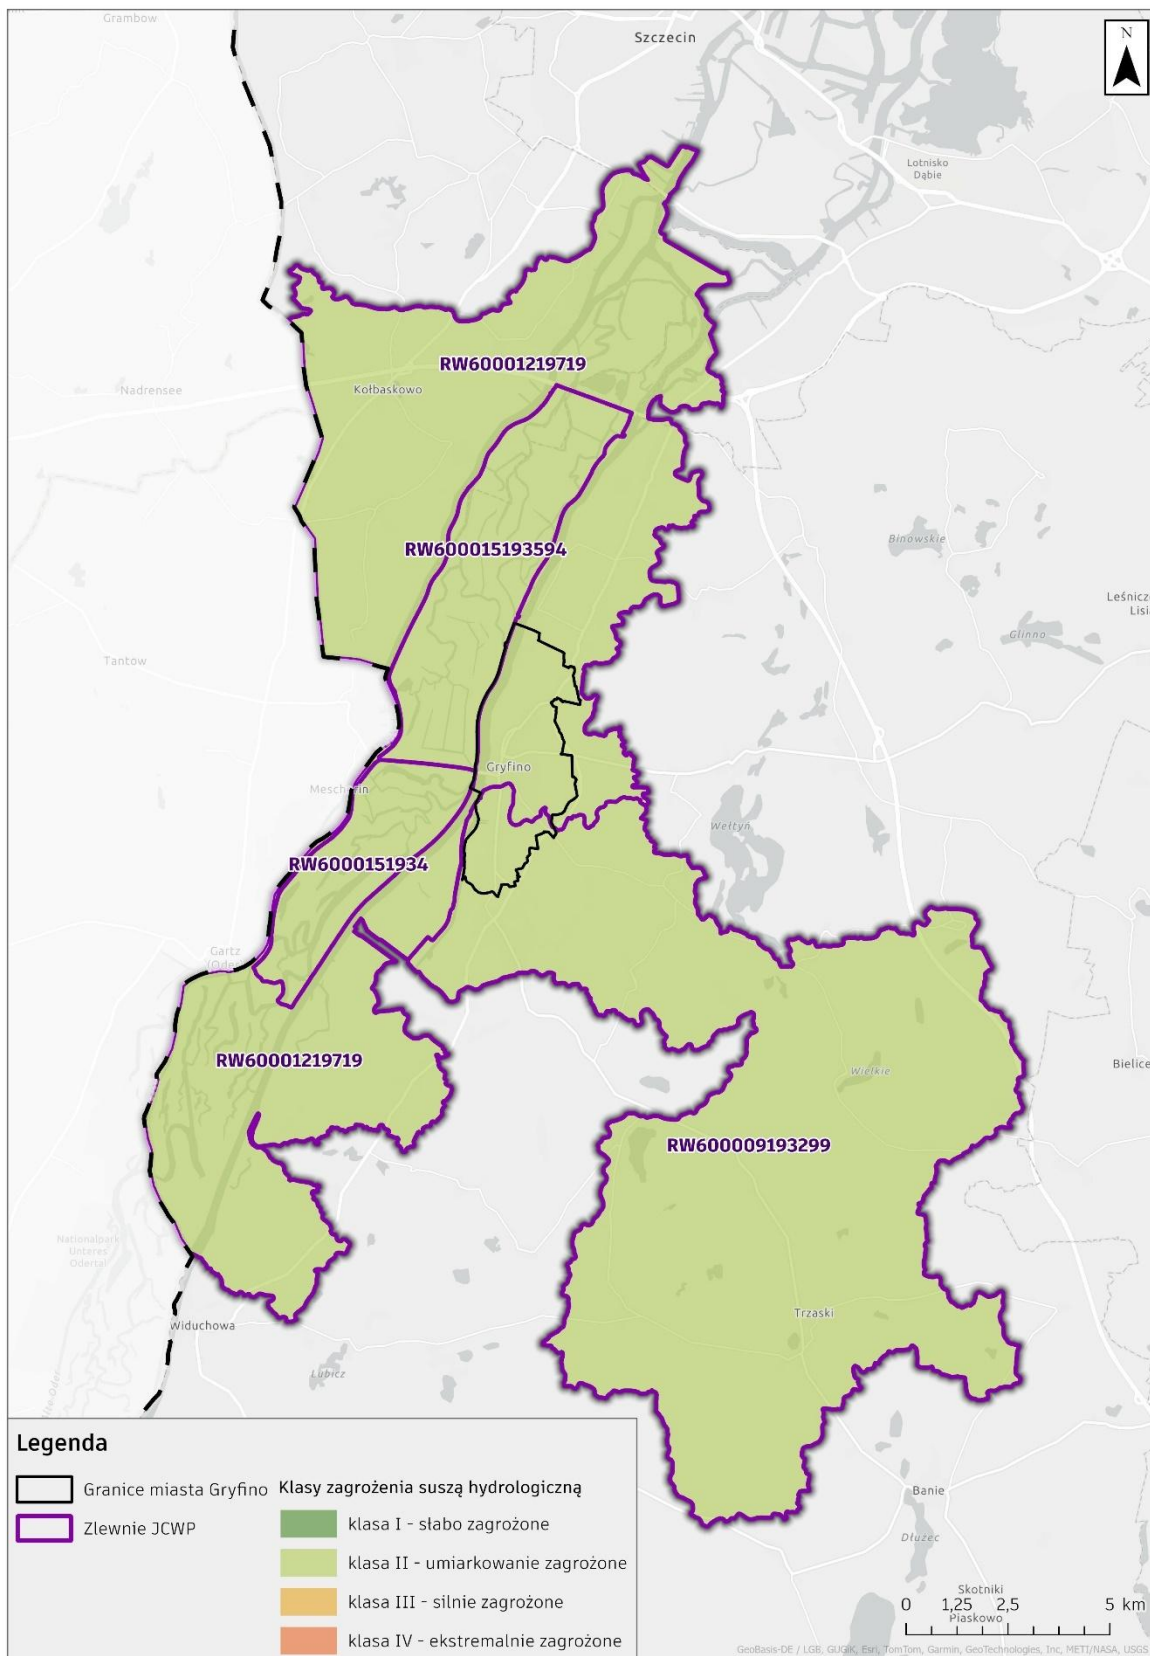 Grambow
Szczecin
N
Lotnisko
Dąbie
RW60001219719
Kołbaskowo
Nadrensee
RW600015193594
Binowskie
Glinno
Tantow
Gryfino
Mescherin
Wełtyń
RW6000151934
Gartz
RW60001219719
Wielkie
Bielice
RW600009193299
Nationalpark
Unteres
Odertal
Trzaski
Widuchowa
Lubicz
Banie
Dłużec
Skotniki
Piaskowo
Legenda
Granice miasta Gryfino
Zlewnie JCWP
Klasy zagrożenia suszą hydrologiczną
klasa I - słabo zagrożone
klasa II - umiarkowanie zagrożone
klasa III - silnie zagrożone
klasa IV - ekstremalnie zagrożone
0 1,25 2,5 5 km
GeoBasis-DE / LGB, GUGiK, Esri, TomTom, Garmin, GeoTechnologies, Inc, METI/NASA, USGS